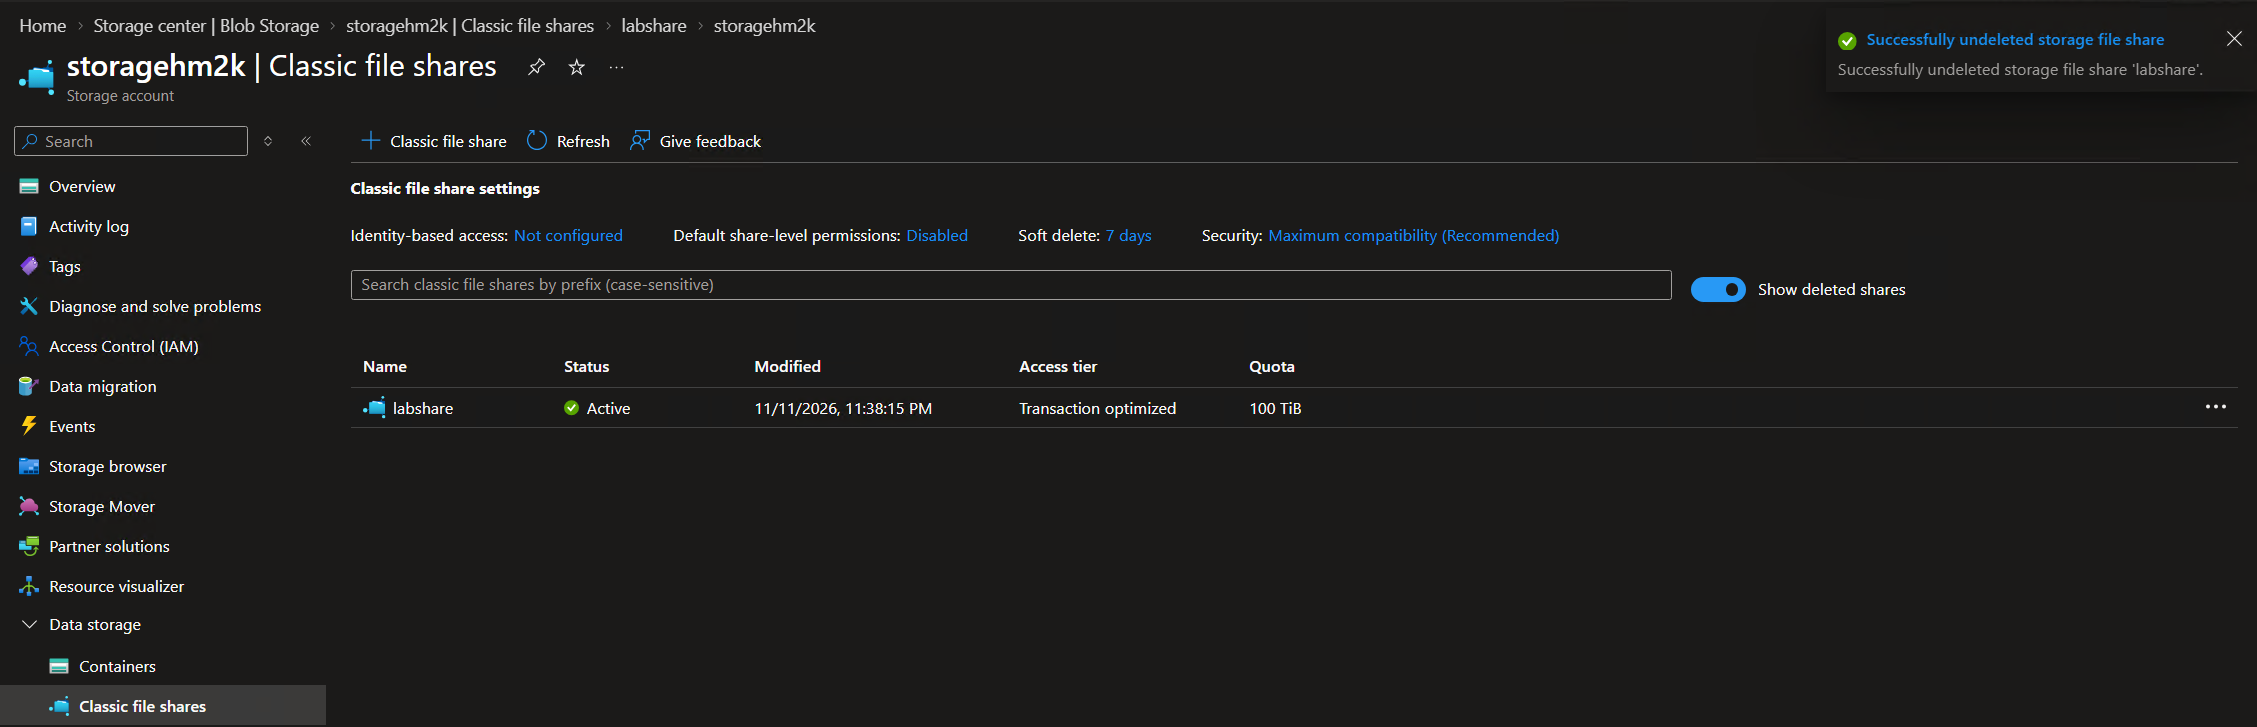 Home > Storage center | Blob Storage > storagehm2k | Classic file shares > labshare > storagehm2k
Successfully undeleted storage file share
Successfully undeleted storage file share 'labshare'.
storagehm2k | Classic file shares ...
Storage account
Search
Classic file share Refresh Give feedback
Classic file share settings
Identity-based access: Not configured Default share-level permissions: Disabled Soft delete: 7 days Security: Maximum compatibility (Recommended)
Search classic file shares by prefix (case-sensitive) Show deleted shares
Name Status Modified Access tier Quota
labshare Active 11/11/2026, 11:38:15 PM Transaction optimized 100 TiB ...
Overview
Activity log
Tags
Diagnose and solve problems
Access Control (IAM)
Data migration
Events
Storage browser
Storage Mover
Partner solutions
Resource visualizer
Data storage
Containers
Classic file shares